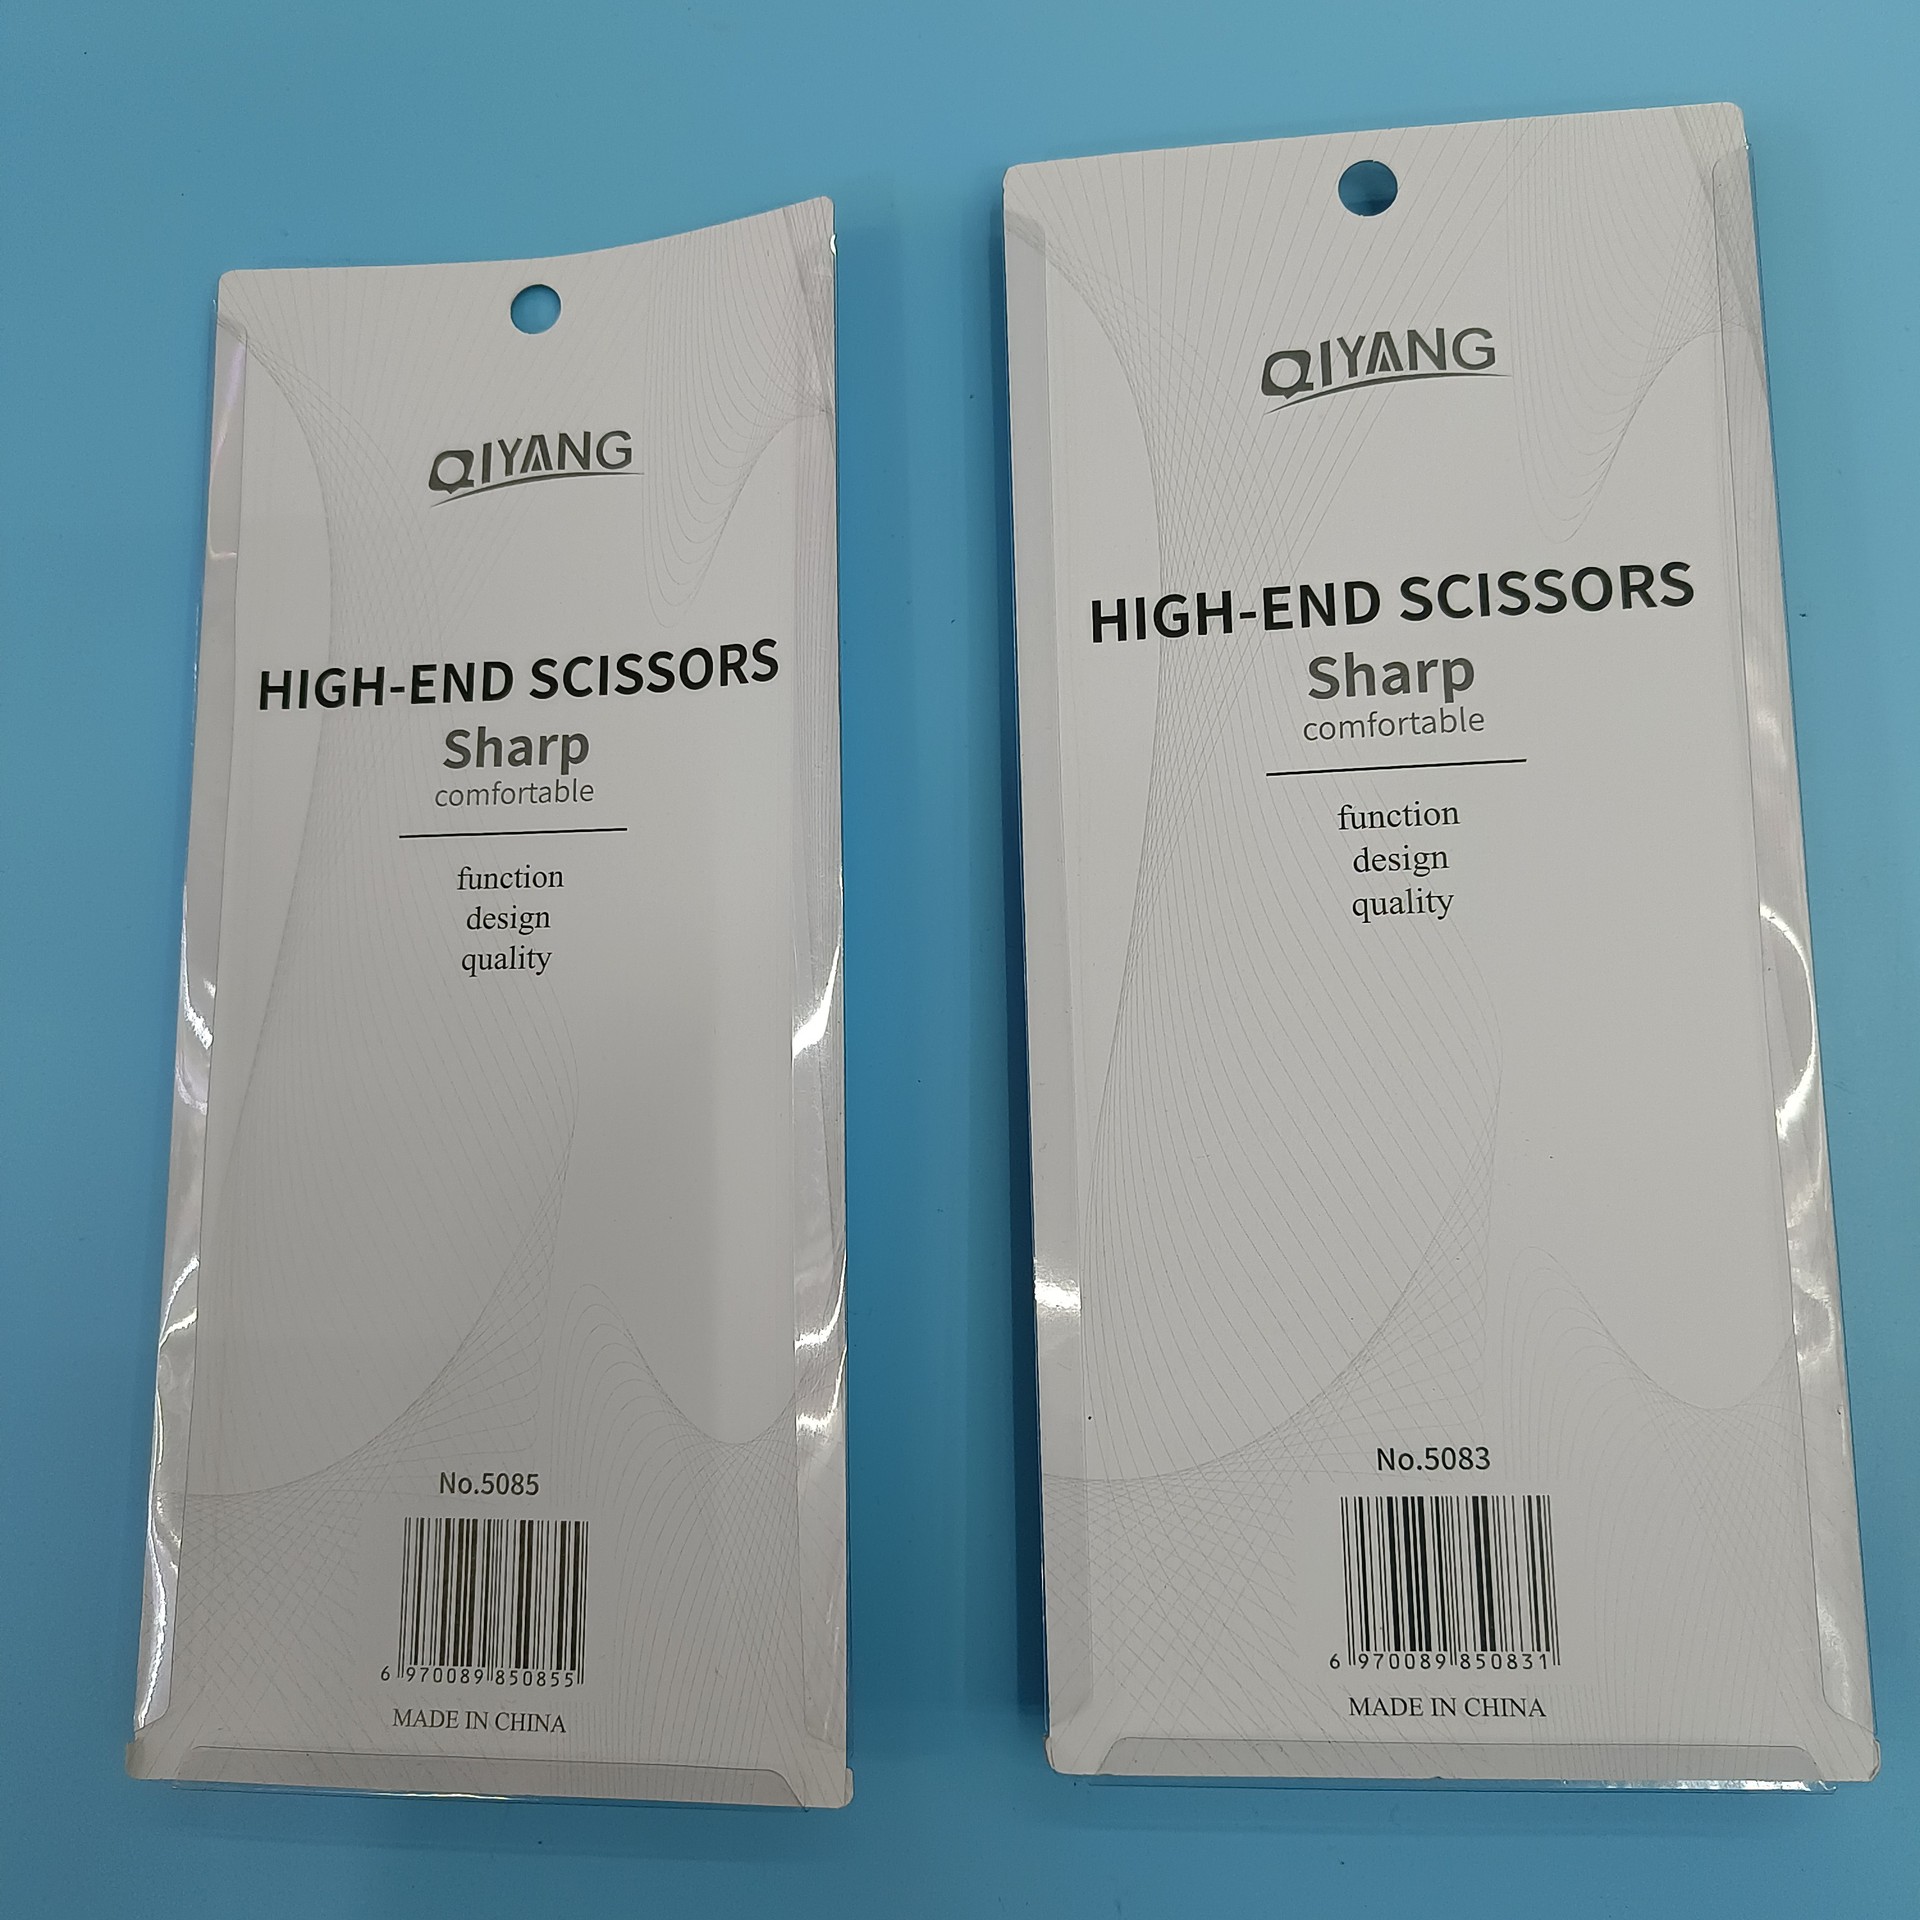 QIYANG
HIGH-END SCISSORS
Sharp
comfortable
function
design
quality
No.5085
6 970089 850855
MADE IN CHINA
QIYANG
HIGH-END SCISSORS
Sharp
comfortable
function
design
quality
No.5083
6 970089 850831
MADE IN CHINA